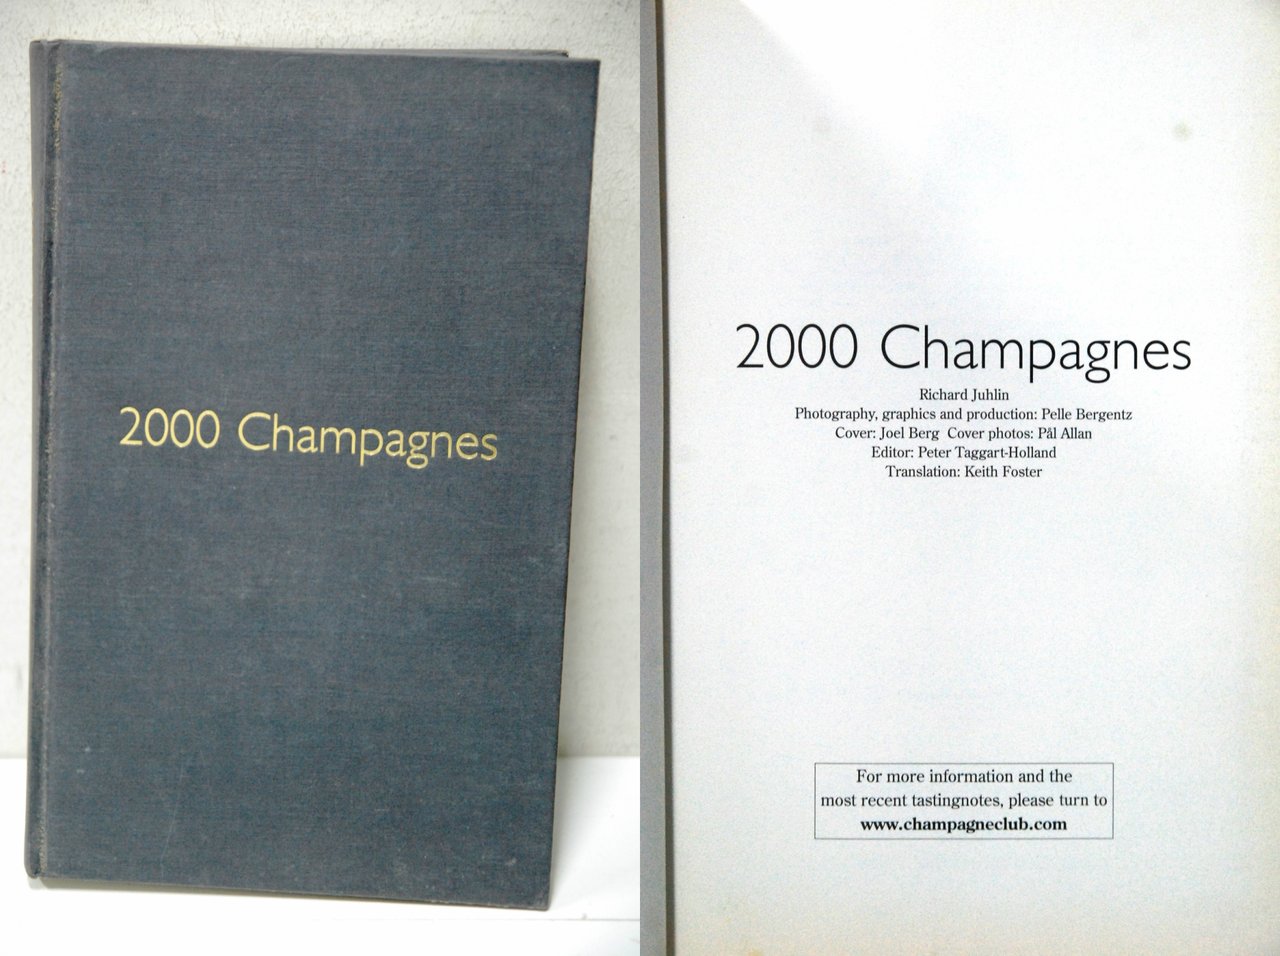 2000 Champagnes
2000 Champagnes
Richard Juhlin
Photography, graphics and production: Pelle Bergentz
Cover: Joel Berg  Cover photos: Pål Allan
Editor: Peter Taggart-Holland
Translation: Keith Foster
For more information and the
most recent tastingnotes, please turn to
www.champagneclub.com